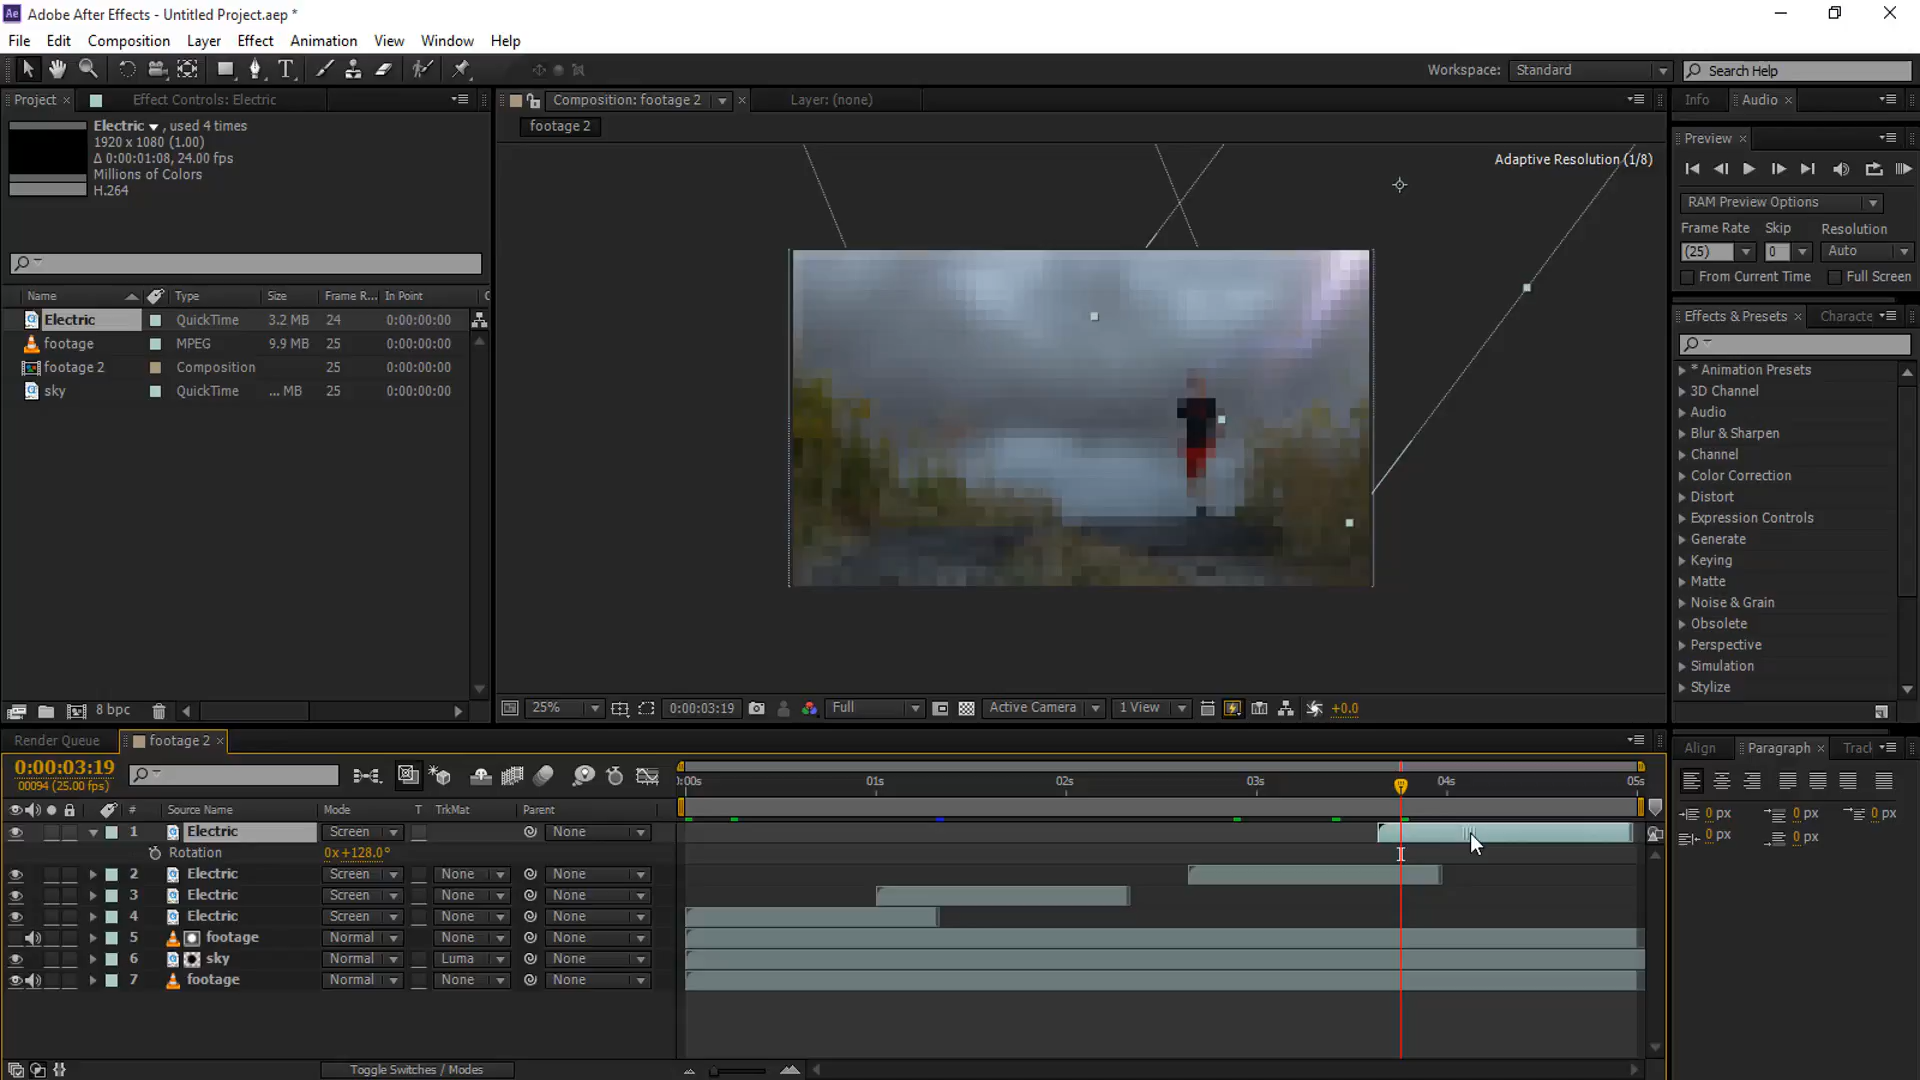 Ae Adobe After Effects - Untitled Project.aep *
File Edit Composition Layer Effect Animation View Window Help
Workspace: Standard Search Help
Project × Effect Controls: Electric
Composition: footage 2 × Layer: (none)
Info Audio ×
Electric , used 4 times
1920 x 1080 (1.00)
Δ 0:00:01:08, 24.00 fps
Millions of Colors
H.264
footage 2
Adaptive Resolution (1/8)
Preview ×
RAM Preview Options
Frame Rate Skip Resolution
(25) 0 Auto
From Current Time Full Screen
Name Type Size Frame R... In Point
Electric QuickTime 3.2 MB 24 0:00:00:00
footage MPEG 9.9 MB 25 0:00:00:00
footage 2 Composition 25 0:00:00:00
sky QuickTime ... MB 25 0:00:00:00
Effects & Presets × Characte
* Animation Presets
3D Channel
Audio
Blur & Sharpen
Channel
Color Correction
Distort
Expression Controls
Generate
Keying
Matte
Noise & Grain
Obsolete
Perspective
Simulation
Stylize
8 bpc
25% 0:00:03:19 Full Active Camera 1 View +0.0
Render Queue footage 2 ×
0:00:03:19
00094 (25.00 fps)
:00s 01s 02s 03s 04s 05s
# Source Name Mode T TrkMat Parent
1 Electric Screen None
Rotation 0x+128.0°
2 Electric Screen None None
3 Electric Screen None None
4 Electric Screen None None
5 footage Normal None None
6 sky Normal Luma None
7 footage Normal None None
Toggle Switches / Modes
Align Paragraph × Track
0 px 0 px 0 px
0 px 0 px